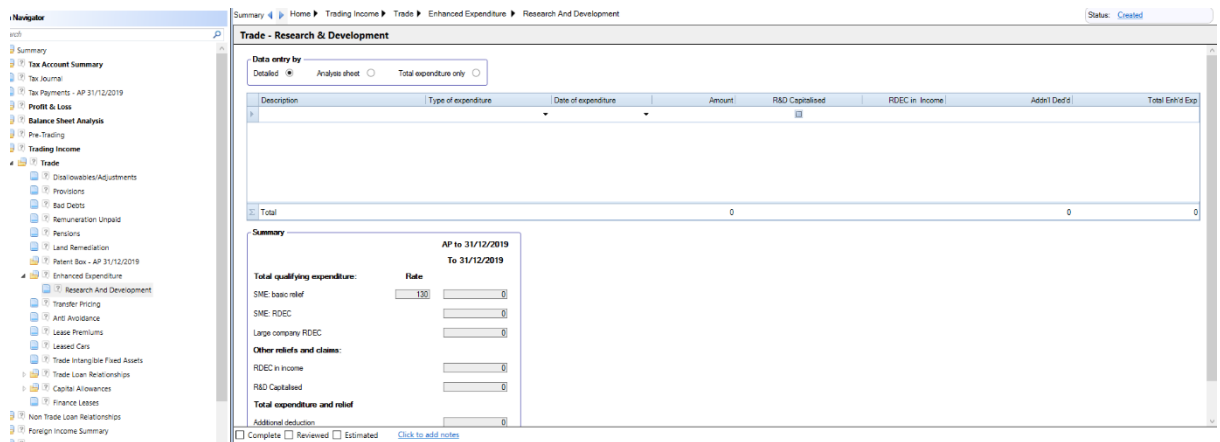 Navigator
Summary
Tax Account Summary
Tax Journal
Tax Payments - AP 31/12/2019
Profit & Loss
Balance Sheet Analysis
Pre-Trading
Trading Income
Trade
Disallowables/Adjustments
Provisions
Bad Debts
Remuneration Unpaid
Pensions
Land Remediation
Patent Box - AP 31/12/2019
Enhanced Expenditure
Research And Development
Transfer Pricing
Anti Avoidance
Lease Premiums
Leased Cars
Trade Intangible Fixed Assets
Trade Loan Relationships
Capital Allowances
Finance Leases
Non Trade Loan Relationships
Foreign Income Summary
Summary Home Trading Income Trade Enhanced Expenditure Research And Development
Status: Created
Trade - Research & Development
Data entry by
Detailed Analysis sheet Total expenditure only
Description Type of expenditure Date of expenditure Amount R&D Capitalised RDEC in Income Addn'l Ded'd Total Enh'd Exp
Σ Total 0 0 0
Summary
AP to 31/12/2019
To 31/12/2019
Total qualifying expenditure: Rate
SME: basic relief 130 0
SME: RDEC 0
Large company RDEC 0
Other reliefs and claims:
RDEC in income 0
R&D Capitalised 0
Total expenditure and relief
Additional deduction 0
Complete Reviewed Estimated Click to add notes